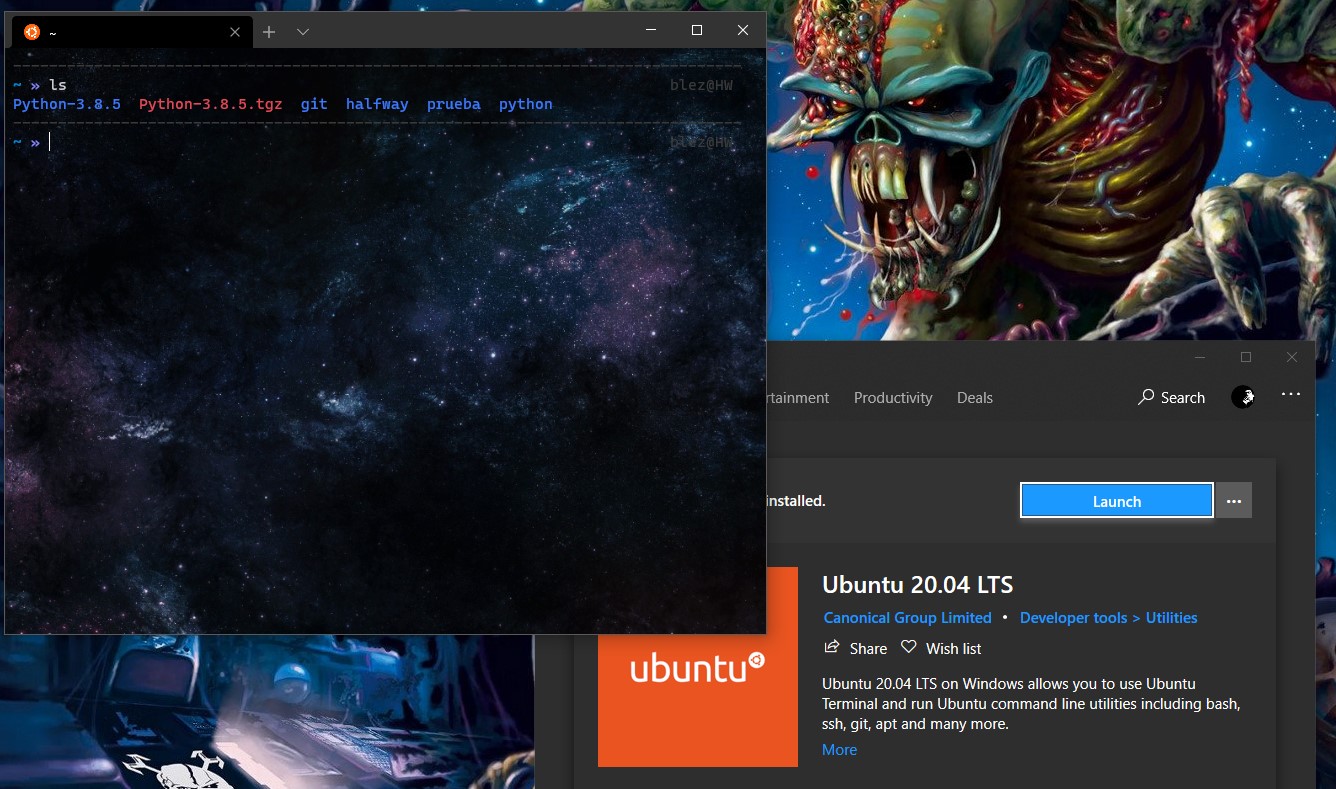 ~
~ » ls blez@HW
Python-3.8.5 Python-3.8.5.tgz git halfway prueba python
~ » blez@HW
rtainment Productivity Deals Search
installed. Launch
ubuntu
Ubuntu 20.04 LTS
Canonical Group Limited • Developer tools > Utilities
Share Wish list
Ubuntu 20.04 LTS on Windows allows you to use Ubuntu
Terminal and run Ubuntu command line utilities including bash,
ssh, git, apt and many more.
More